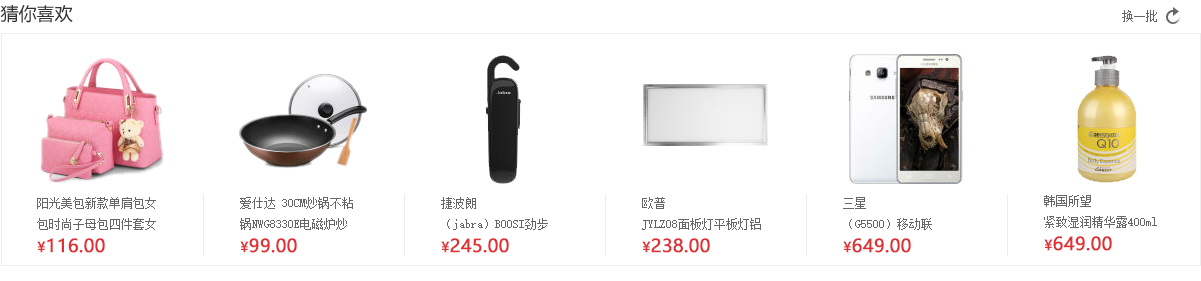 猜你喜欢
换一批
阳光美包新款单肩包女
包时尚子母包四件套女
¥116.00
爱仕达 30CM炒锅不粘
锅NWG8330E电磁炉炒
¥99.00
Jabra
捷波朗
（jabra）BOOSI劲步
¥245.00
欧普
JYLZ08面板灯平板灯铝
¥238.00
SAMSUNG
三星
（G5500）移动联
¥649.00
Q10
Body Essence
韩国所望
紧致湿润精华露400ml
¥649.00